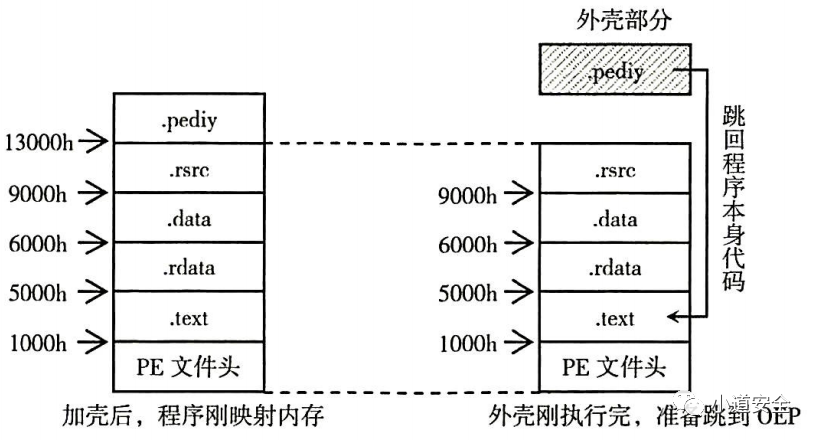 外壳部分
.pediy
.pediy
13000h
.rsrc
.rsrc
9000h
9000h
.data
.data
6000h
6000h
.rdata
.rdata
5000h
5000h
.text
.text
1000h
1000h
PE 文件头
PE 文件头
跳回程序本身代码
加壳后，程序刚映射内存
外壳刚执行完，准备跳到 OEP
小道安全